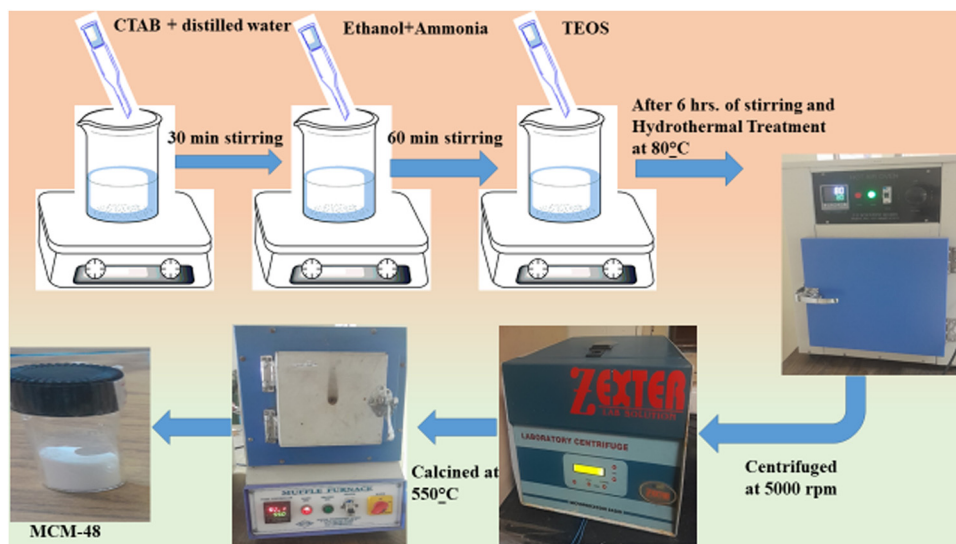 CTAB + distilled water
Ethanol+Ammonia
TEOS
30 min stirring
60 min stirring
After 6 hrs. of stirring and
Hydrothermal Treatment
at 80°C
ZEXTER
LAB SOLUTION
LABORATORY CENTRIFUGE
Centrifuged
at 5000 rpm
Calcined at
550°C
MUFFLE FURNACE
MCM-48